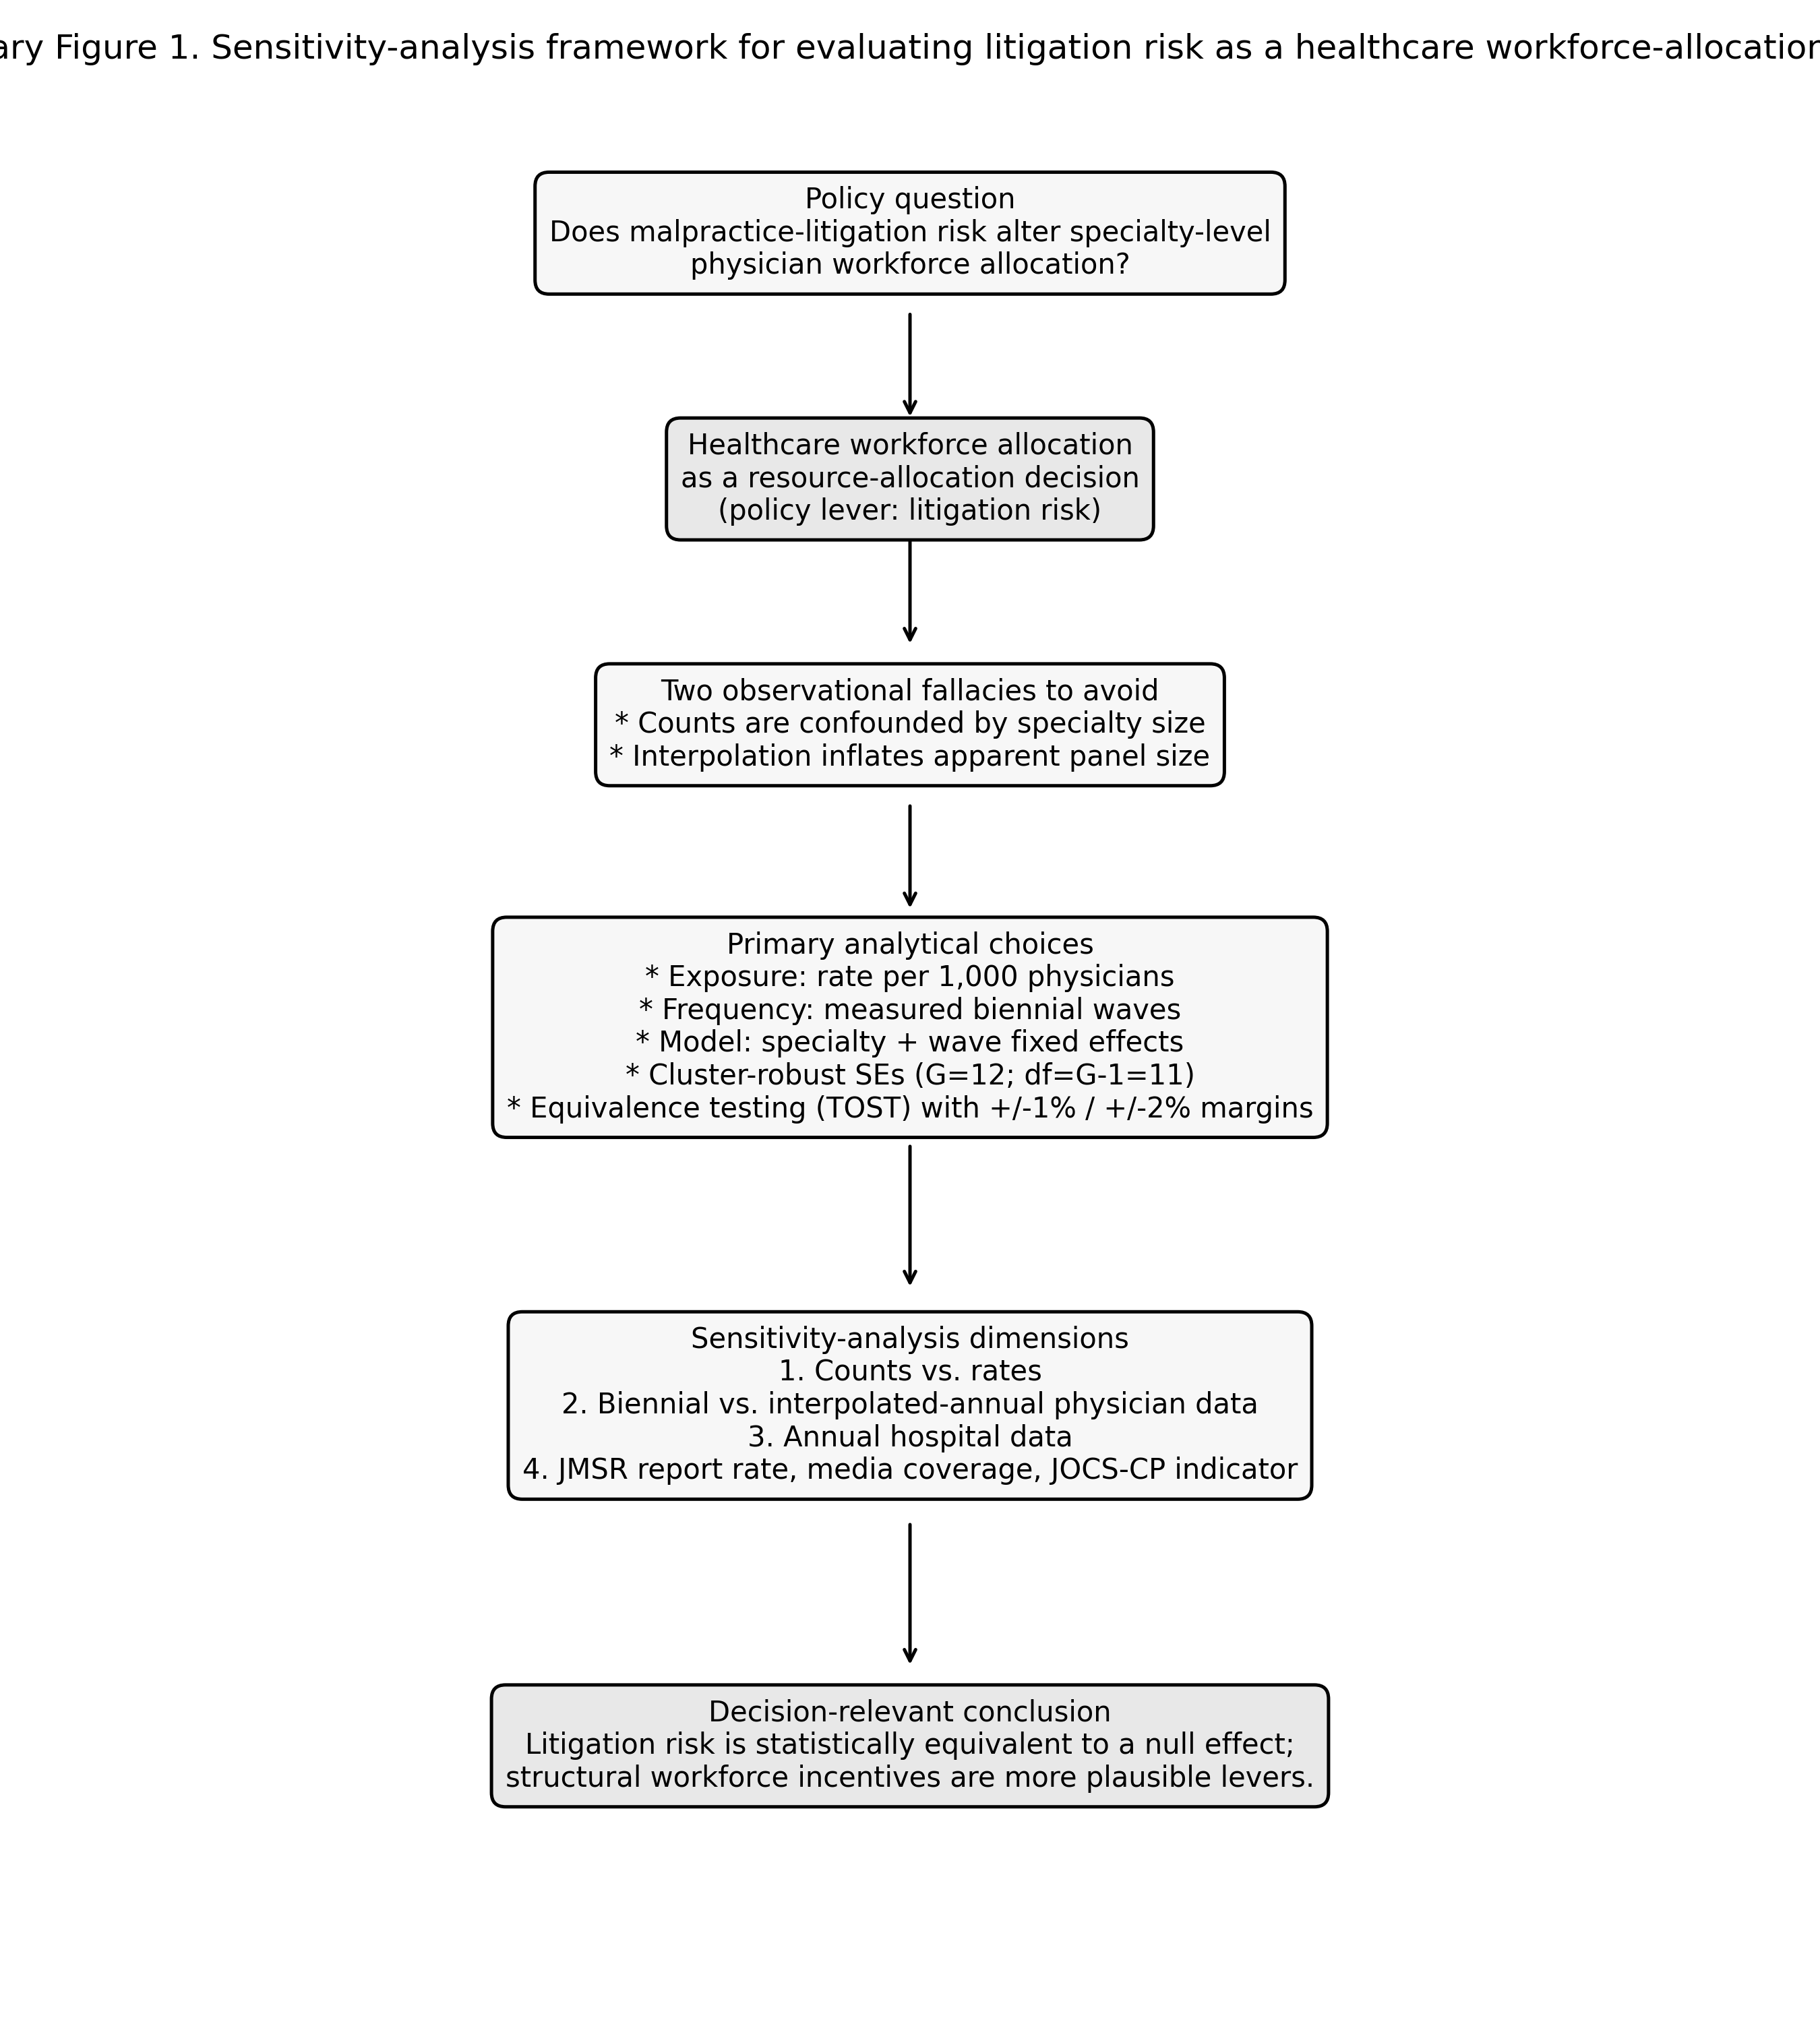 ary Figure 1. Sensitivity-analysis framework for evaluating litigation risk as a healthcare workforce-allocation
Policy question
Does malpractice-litigation risk alter specialty-level
physician workforce allocation?
Healthcare workforce allocation
as a resource-allocation decision
(policy lever: litigation risk)
Two observational fallacies to avoid
* Counts are confounded by specialty size
* Interpolation inflates apparent panel size
Primary analytical choices
* Exposure: rate per 1,000 physicians
* Frequency: measured biennial waves
* Model: specialty + wave fixed effects
* Cluster-robust SEs (G=12; df=G-1=11)
* Equivalence testing (TOST) with +/-1% / +/-2% margins
Sensitivity-analysis dimensions
1. Counts vs. rates
2. Biennial vs. interpolated-annual physician data
3. Annual hospital data
4. JMSR report rate, media coverage, JOCS-CP indicator
Decision-relevant conclusion
Litigation risk is statistically equivalent to a null effect;
structural workforce incentives are more plausible levers.